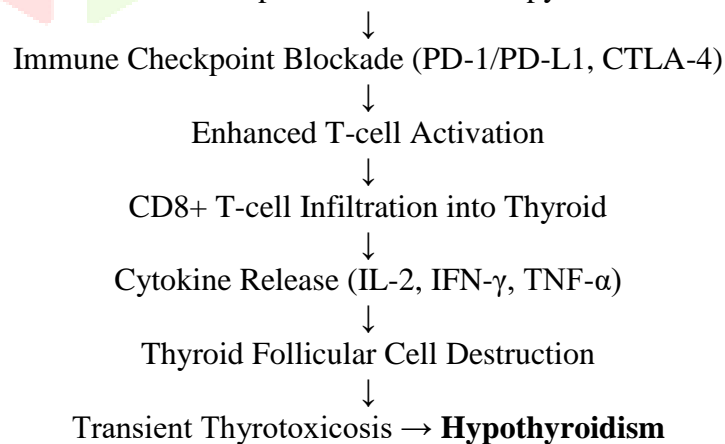 ↓
Immune Checkpoint Blockade (PD-1/PD-L1, CTLA-4)
↓
Enhanced T-cell Activation
↓
CD8+ T-cell Infiltration into Thyroid
↓
Cytokine Release (IL-2, IFN-γ, TNF-α)
↓
Thyroid Follicular Cell Destruction
↓
Transient Thyrotoxicosis → Hypothyroidism